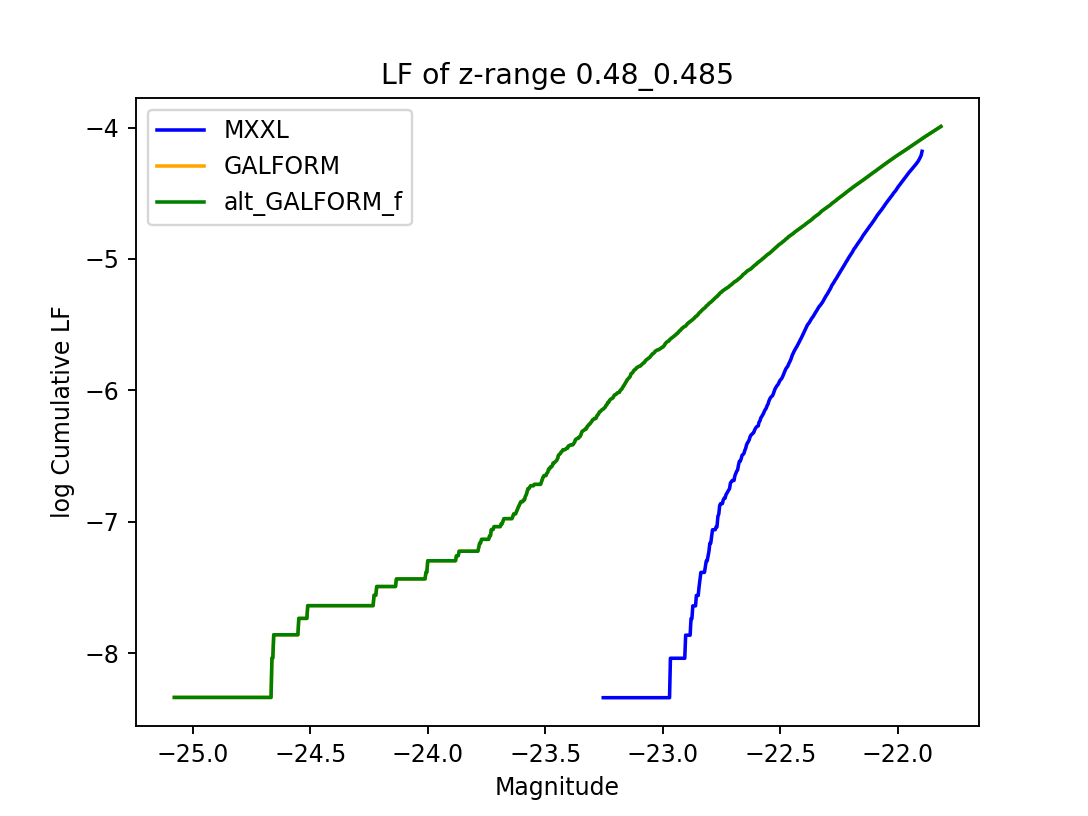 LF of z-range 0.48_0.485
MXXL
GALFORM
alt_GALFORM_f
−4
−5
−6
−7
−8
log Cumulative LF
−25.0 −24.5 −24.0 −23.5 −23.0 −22.5 −22.0
Magnitude